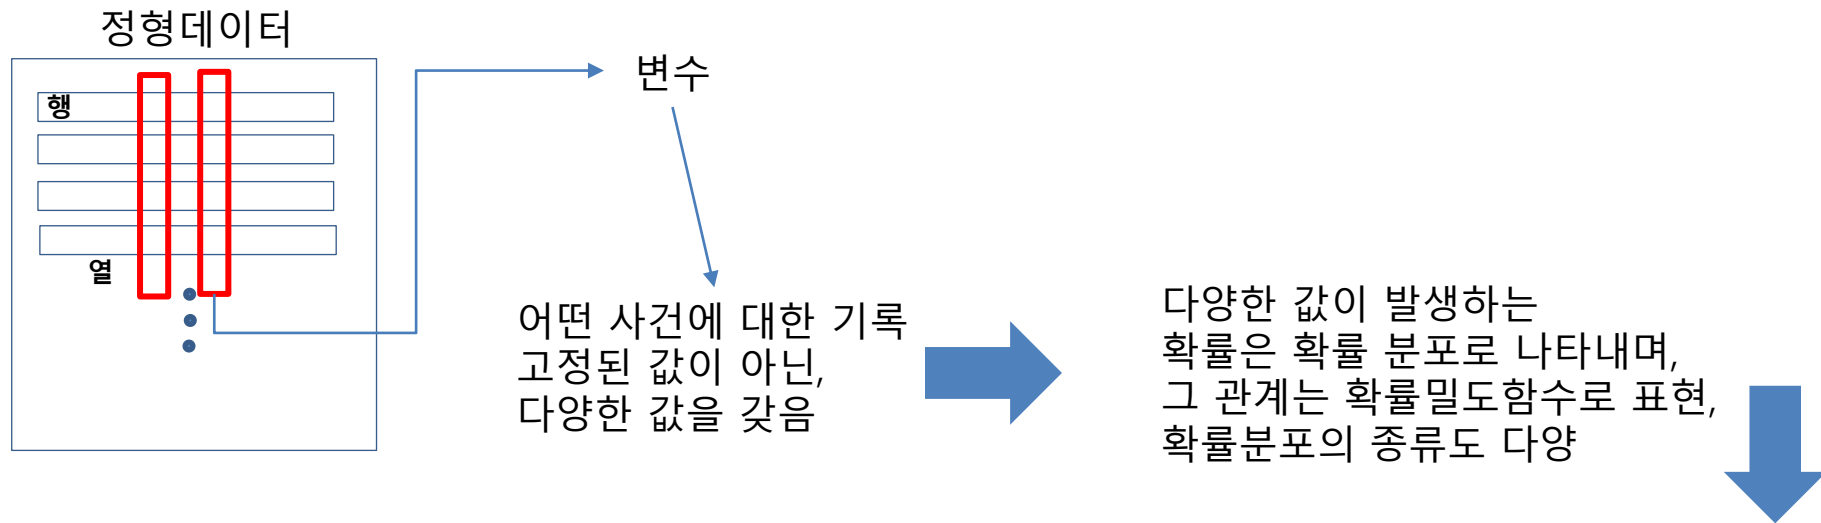 정형데이터
행
열
변수
어떤 사건에 대한 기록
고정된 값이 아닌,
다양한 값을 갖음
다양한 값이 발생하는
확률은 확률 분포로 나타내며,
그 관계는 확률밀도함수로 표현,
확률분포의 종류도 다양